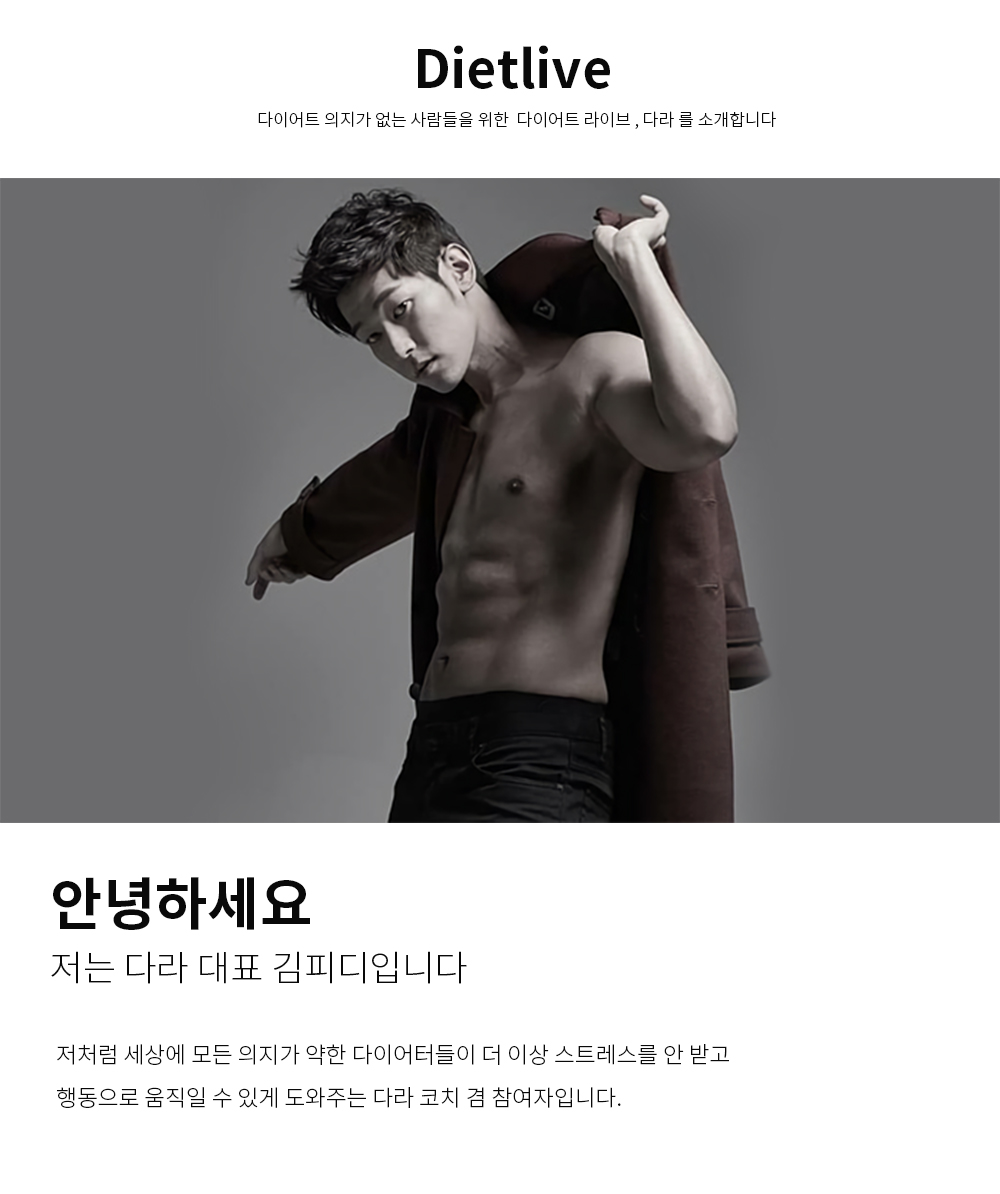 Dietlive
다이어트 의지가 없는 사람들을 위한 다이어트 라이브 , 다라 를 소개합니다
안녕하세요
저는 다라 대표 김피디입니다
저처럼 세상에 모든 의지가 약한 다이어터들이 더 이상 스트레스를 안 받고
행동으로 움직일 수 있게 도와주는 다라 코치 겸 참여자입니다.